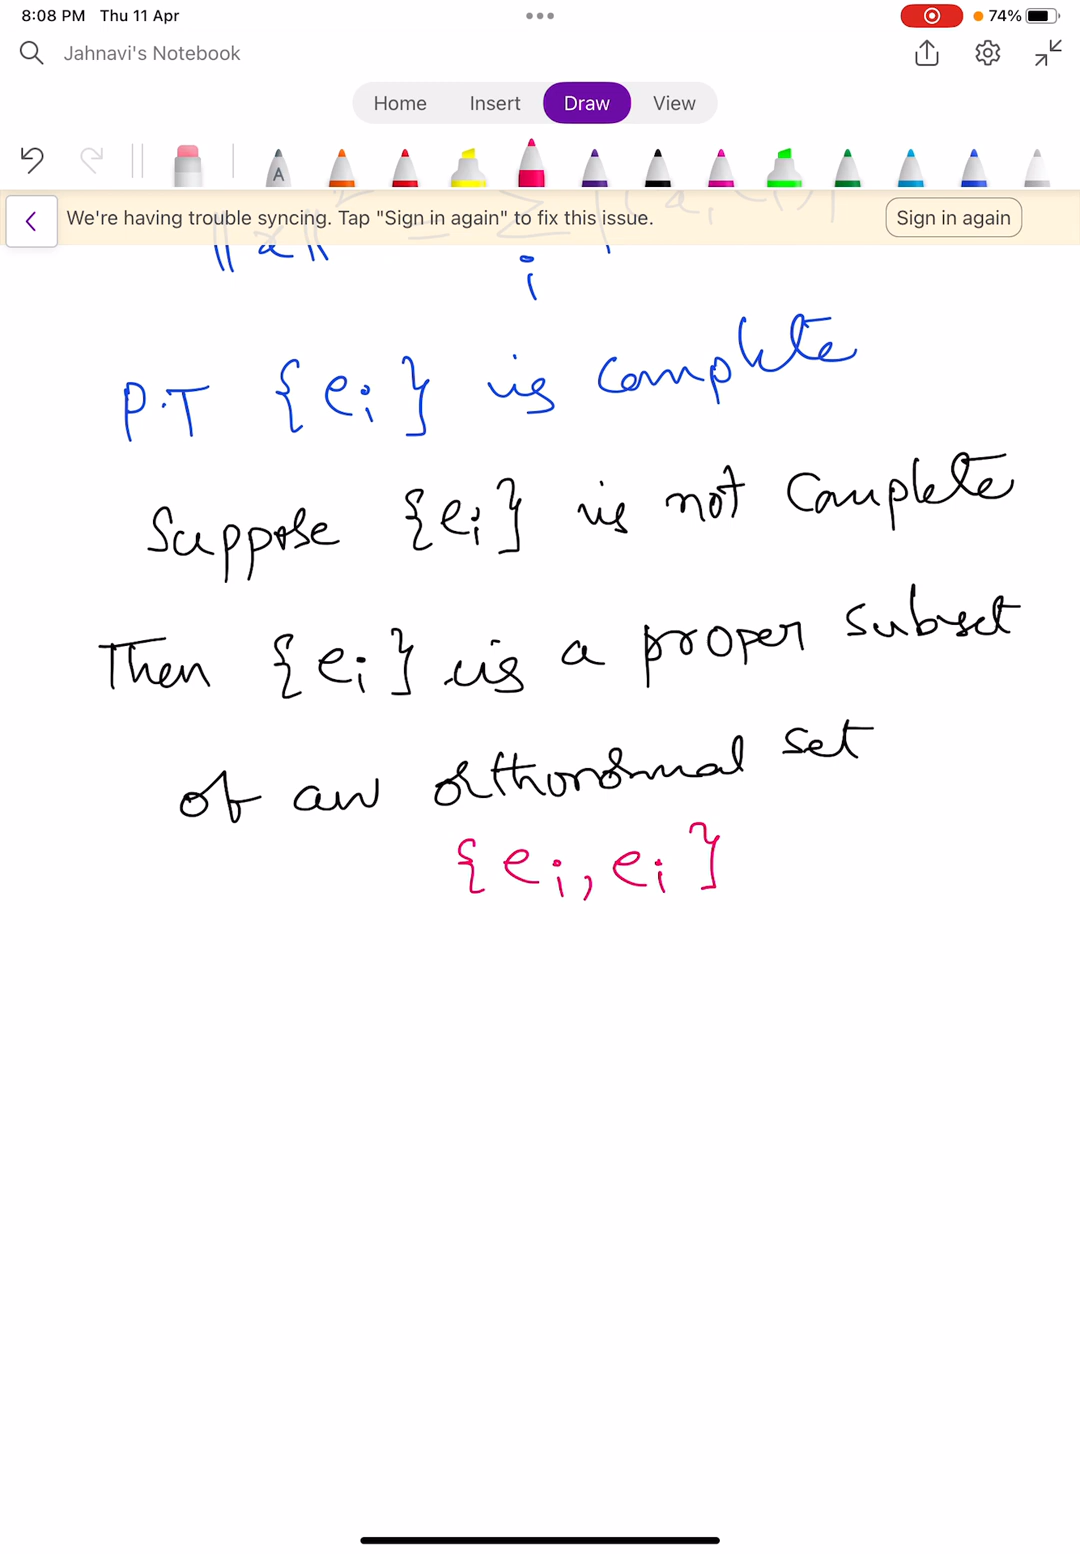 8:08 PM Thu 11 Apr
74%
Jahnavi's Notebook
Home Insert Draw View
A
We're having trouble syncing. Tap "Sign in again" to fix this issue.
Sign in again
||x||² = Σ |(x, eᵢ)|
i
P.T {eᵢ} is complete
Suppose {eᵢ} is not Complete
Then {eᵢ} is a proper subset
of an orthonormal set
{eᵢ, eᵢ}